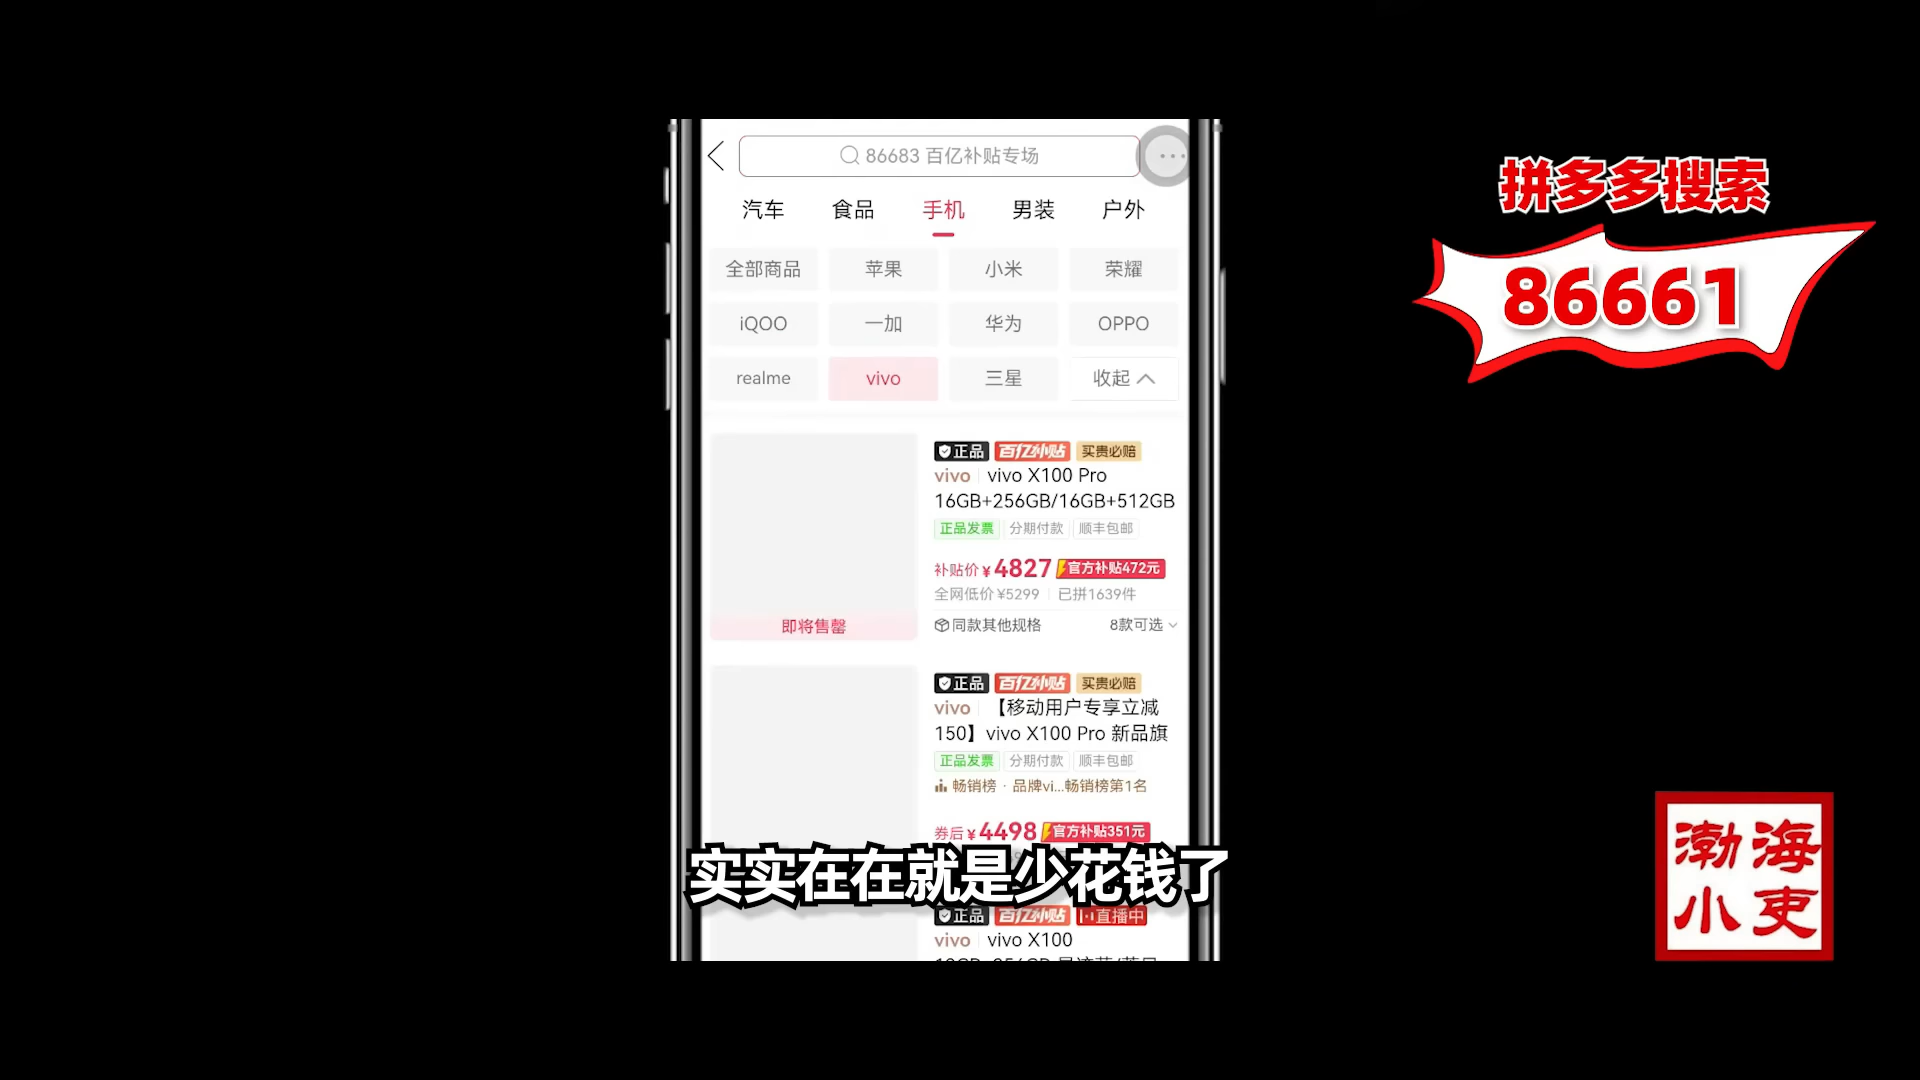 86683 百亿补贴专场
汽车 食品 手机 男装 户外
全部商品 苹果 小米 荣耀
iQOO 一加 华为 OPPO
realme vivo 三星 收起
正品 百亿补贴 买贵必赔
vivo vivo X100 Pro
16GB+256GB/16GB+512GB
正品发票 分期付款 顺丰包邮
补贴价 ¥4827 官方补贴472元
全网低价 ¥5299 已拼1639件
即将售罄
同款其他规格 8款可选
正品 百亿补贴 买贵必赔
vivo 【移动用户专享立减
150】vivo X100 Pro 新品旗
正品发票 分期付款 顺丰包邮
畅销榜 · 品牌vi...畅销榜第1名
券后 ¥4498 官方补贴351元
实实在在就是少花钱了
正品 百亿补贴 直播中
vivo vivo X100
拼多多搜索
86661
渤海
小吏